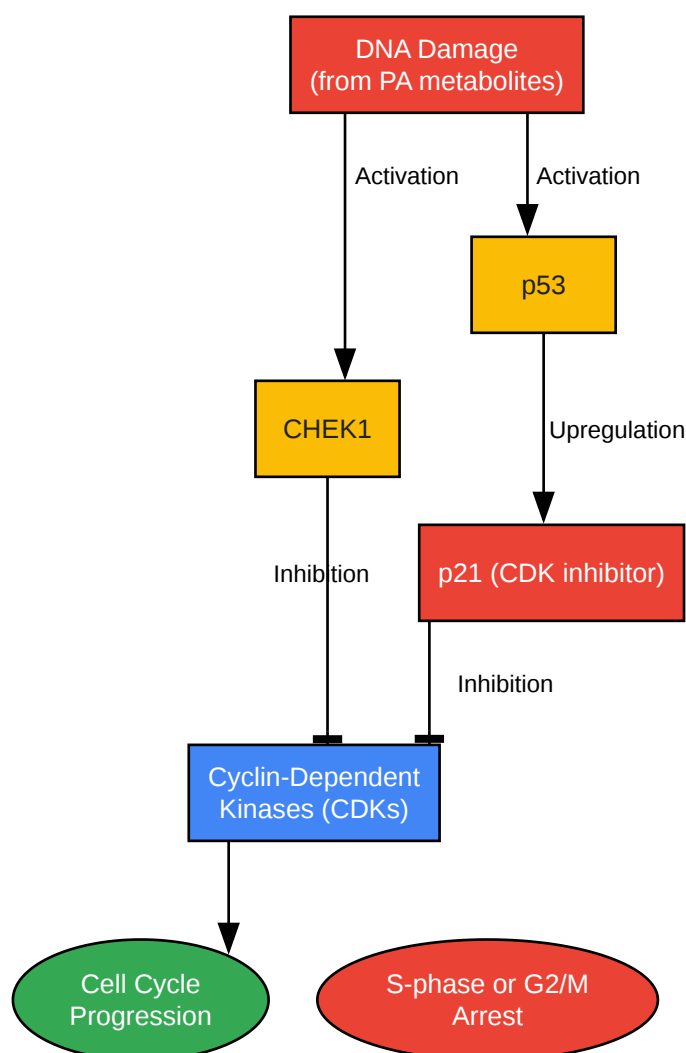 DNA Damage
(from PA metabolites)
Activation
Activation
p53
CHEK1
Upregulation
Inhibition
p21 (CDK inhibitor)
Inhibition
Cyclin-Dependent
Kinases (CDKs)
Cell Cycle
Progression
S-phase or G2/M
Arrest